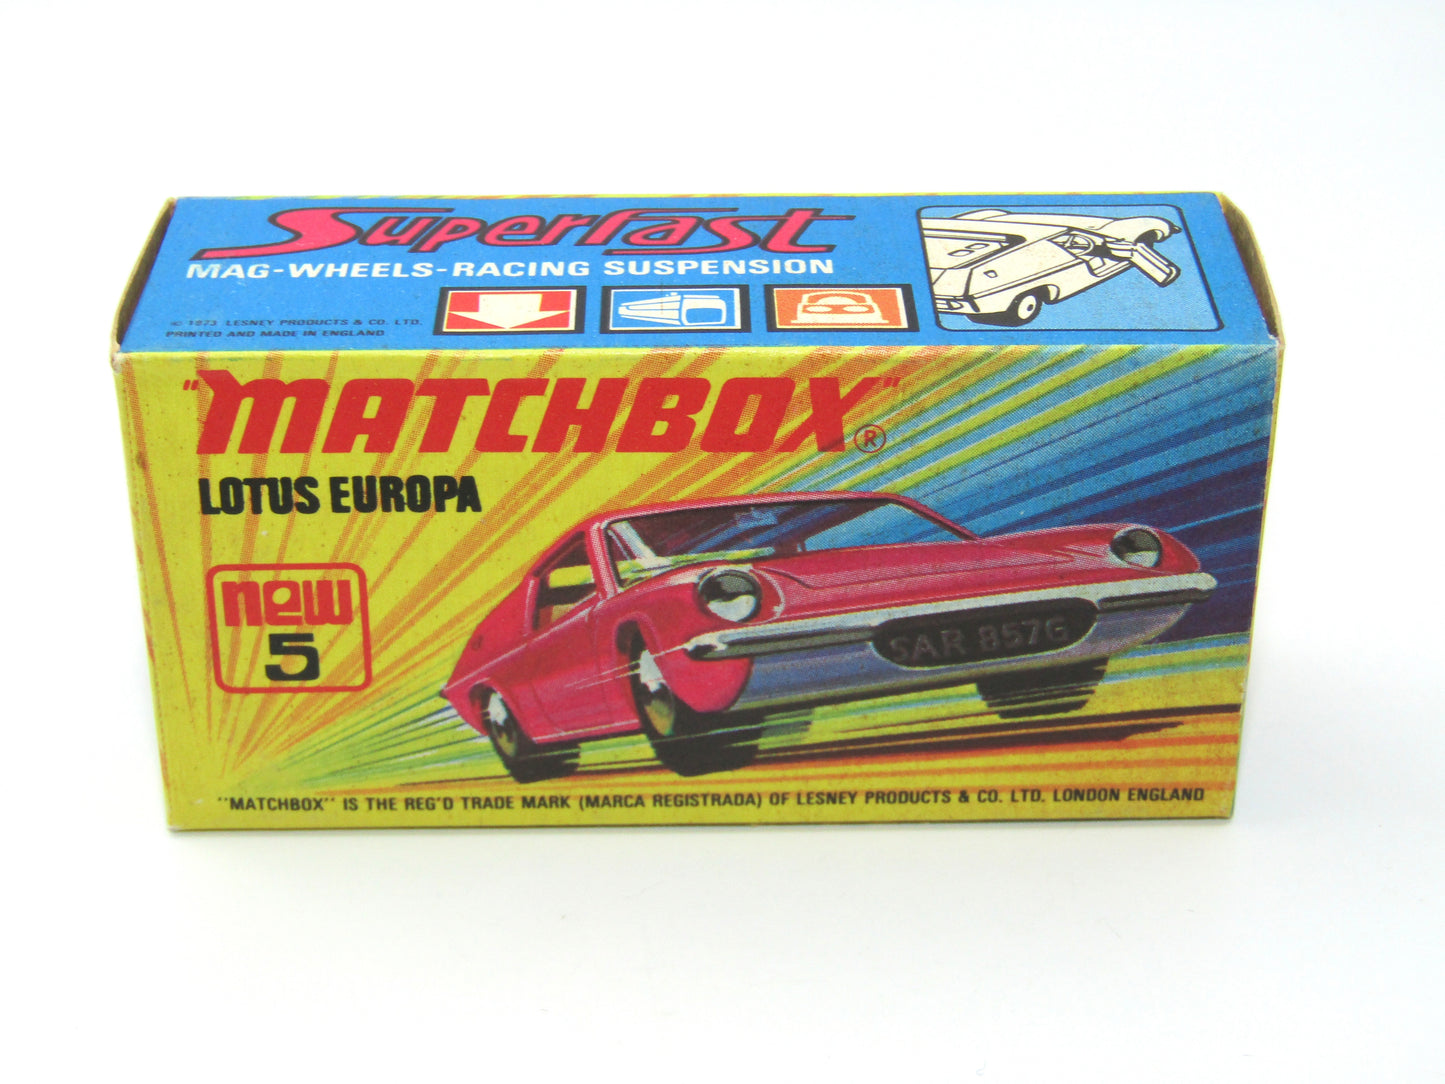 Superfast
MAG-WHEELS-RACING SUSPENSION
© 1973 LESNEY PRODUCTS & CO. LTD.
PRINTED AND MADE IN ENGLAND
"MATCHBOX"®
LOTUS EUROPA
new
5
SAR 857G
"MATCHBOX" IS THE REG'D TRADE MARK (MARCA REGISTRADA) OF LESNEY PRODUCTS & CO. LTD. LONDON ENGLAND